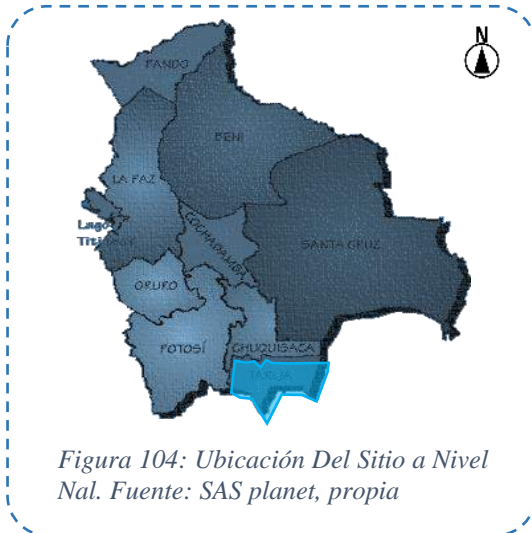 N
PANDO
BENI
LA PAZ
Lago
COCHABAMBA
SANTA CRUZ
ORURO
POTOSÍ
CHUQUISACA
TARIJA
Figura 104: Ubicación Del Sitio a Nivel
Nal. Fuente: SAS planet, propia